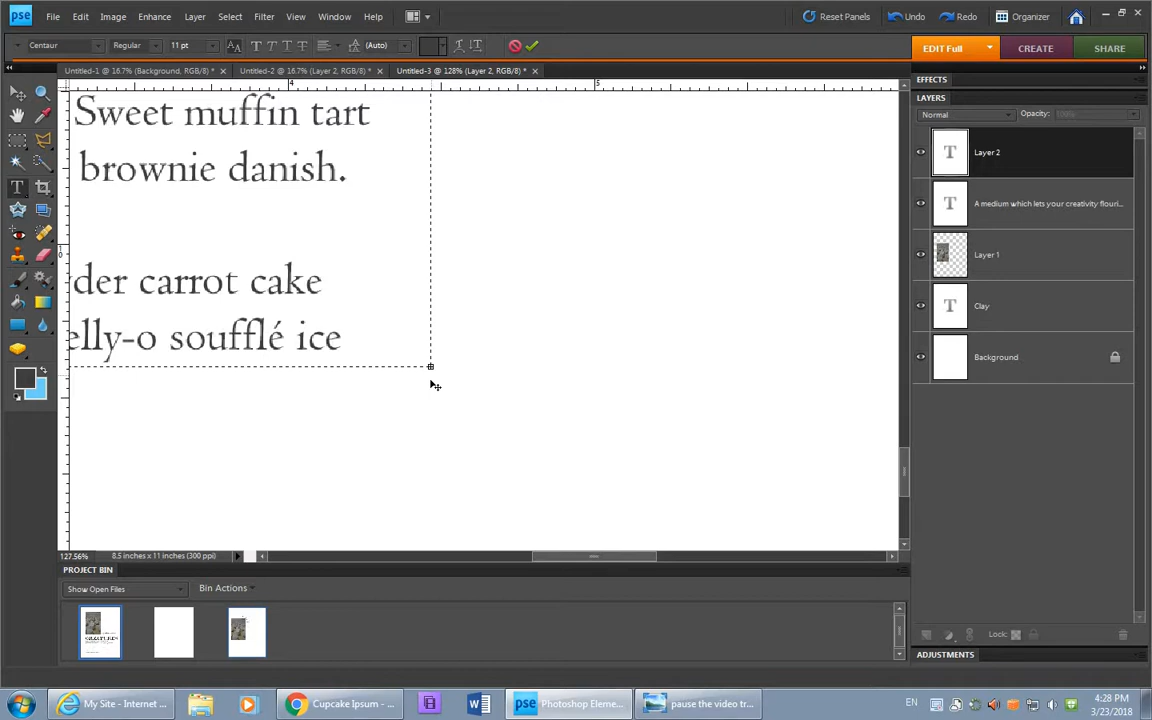 pse File Edit Image Enhance Layer Select Filter View Window Help Reset Panels Undo Redo Organizer
Centaur Regular 11 pt (Auto) EDIT Full CREATE SHARE
Untitled-1 @ 16.7% (Background, RGB/8) * Untitled-2 @ 16.7% (Layer 2, RGB/8) * Untitled-3 @ 128% (Layer 2, RGB/8) *
EFFECTS
LAYERS
Normal Opacity: 100%
4 5
Sweet muffin tart
brownie danish.
der carrot cake
elly-o soufflé ice
Layer 2
A medium which lets your creativity flouri...
Layer 1
Clay
Background
127.56% 8.5 inches x 11 inches (300 ppi)
PROJECT BIN
Show Open Files Bin Actions
Lock:
ADJUSTMENTS
My Site - Internet ... Cupcake Ipsum - ... pse Photoshop Eleme... pause the video tr... EN 4:28 PM
3/23/2018